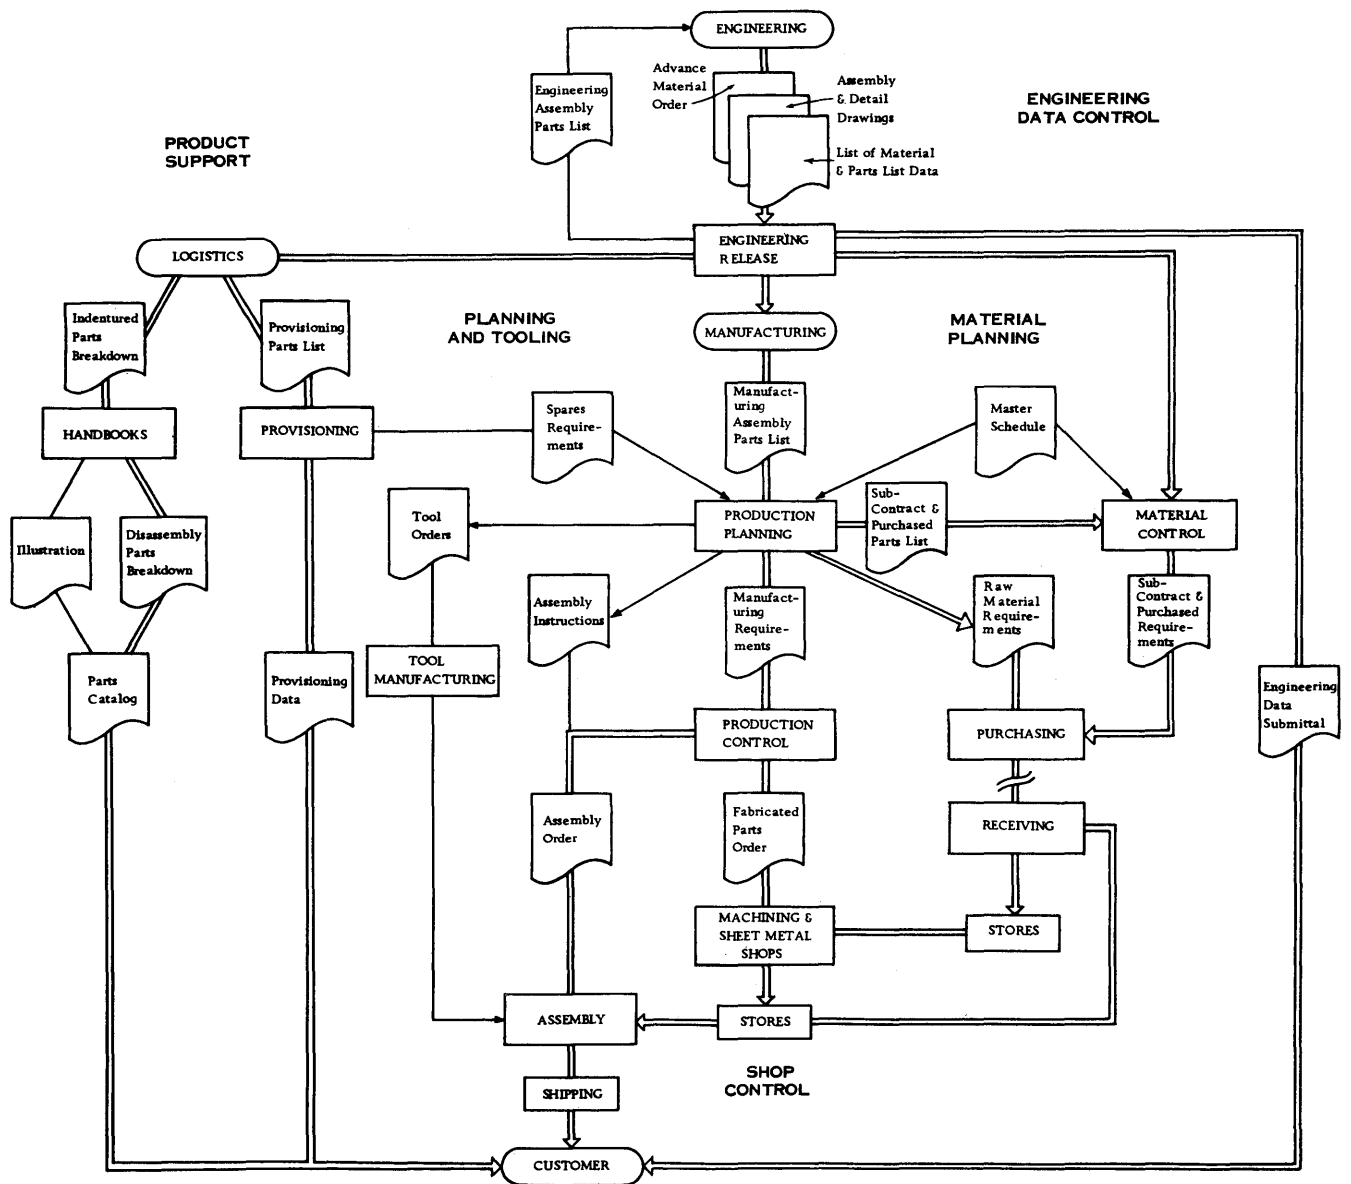 ENGINEERING
Advance
Material
Order
Assembly
& Detail
Drawings
List of Material
& Parts List Data
Engineering
Assembly
Parts List
ENGINEERING
DATA CONTROL
PRODUCT
SUPPORT
ENGINEERING
RELEASE
LOGISTICS
Indentured
Parts
Breakdown
Provisioning
Parts List
PLANNING
AND TOOLING
MANUFACTURING
MATERIAL
PLANNING
HANDBOOKS
PROVISIONING
Spares
Require-
ments
Manufact-
uring
Assembly
Parts List
Master
Schedule
Illustration
Disassembly
Parts
Breakdown
Tool
Orders
PRODUCTION
PLANNING
Sub-
Contract &
Purchased
Parts List
MATERIAL
CONTROL
Assembly
Instructions
Manufact-
uring
Require-
ments
Raw
Material
Require-
ments
Sub-
Contract &
Purchased
Require-
ments
Parts
Catalog
Provisioning
Data
TOOL
MANUFACTURING
Engineering
Data
Submittal
PRODUCTION
CONTROL
PURCHASING
Assembly
Order
Fabricated
Parts
Order
RECEIVING
MACHINING &
SHEET METAL
SHOPS
STORES
ASSEMBLY
STORES
SHOP
CONTROL
SHIPPING
CUSTOMER